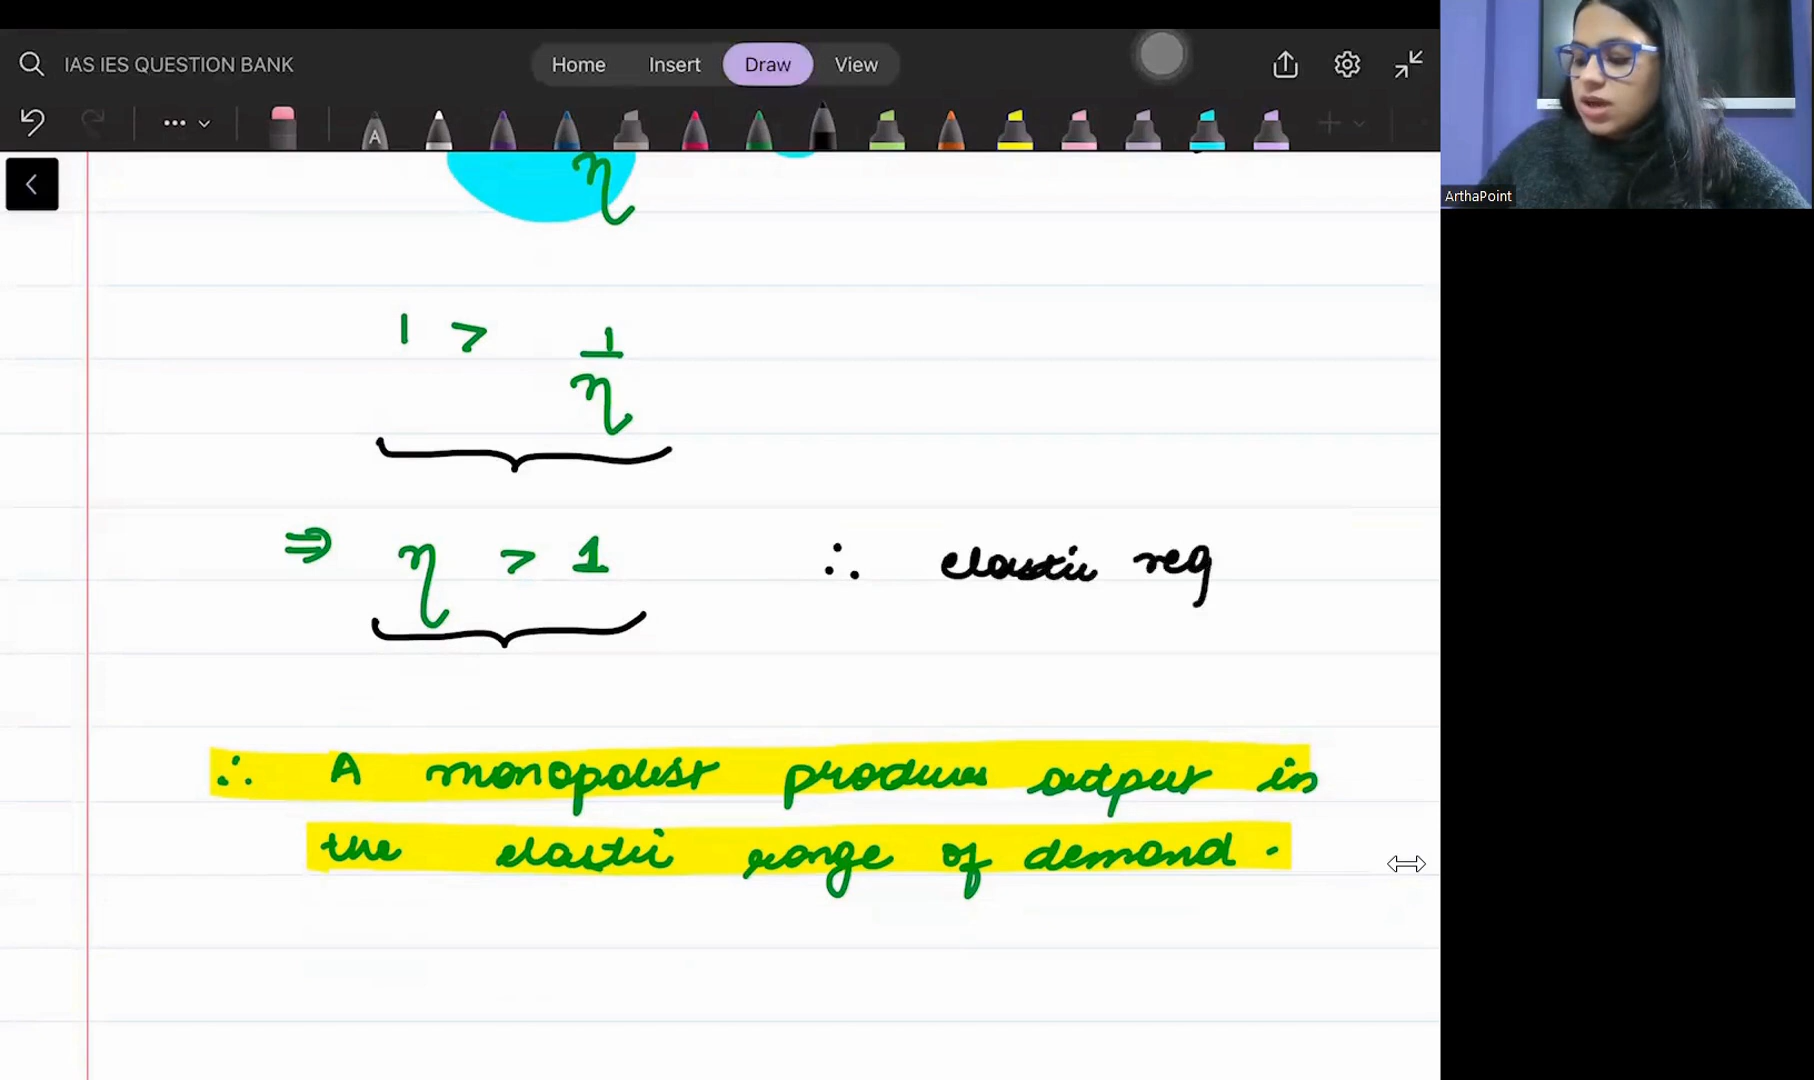 IAS IES QUESTION BANK
Home Insert Draw View
A
ArthaPoint
η
1 > 1/η
⇒ η > 1 ∴ elastic reg
∴ A monopolist produces output in
the elastic range of demand.